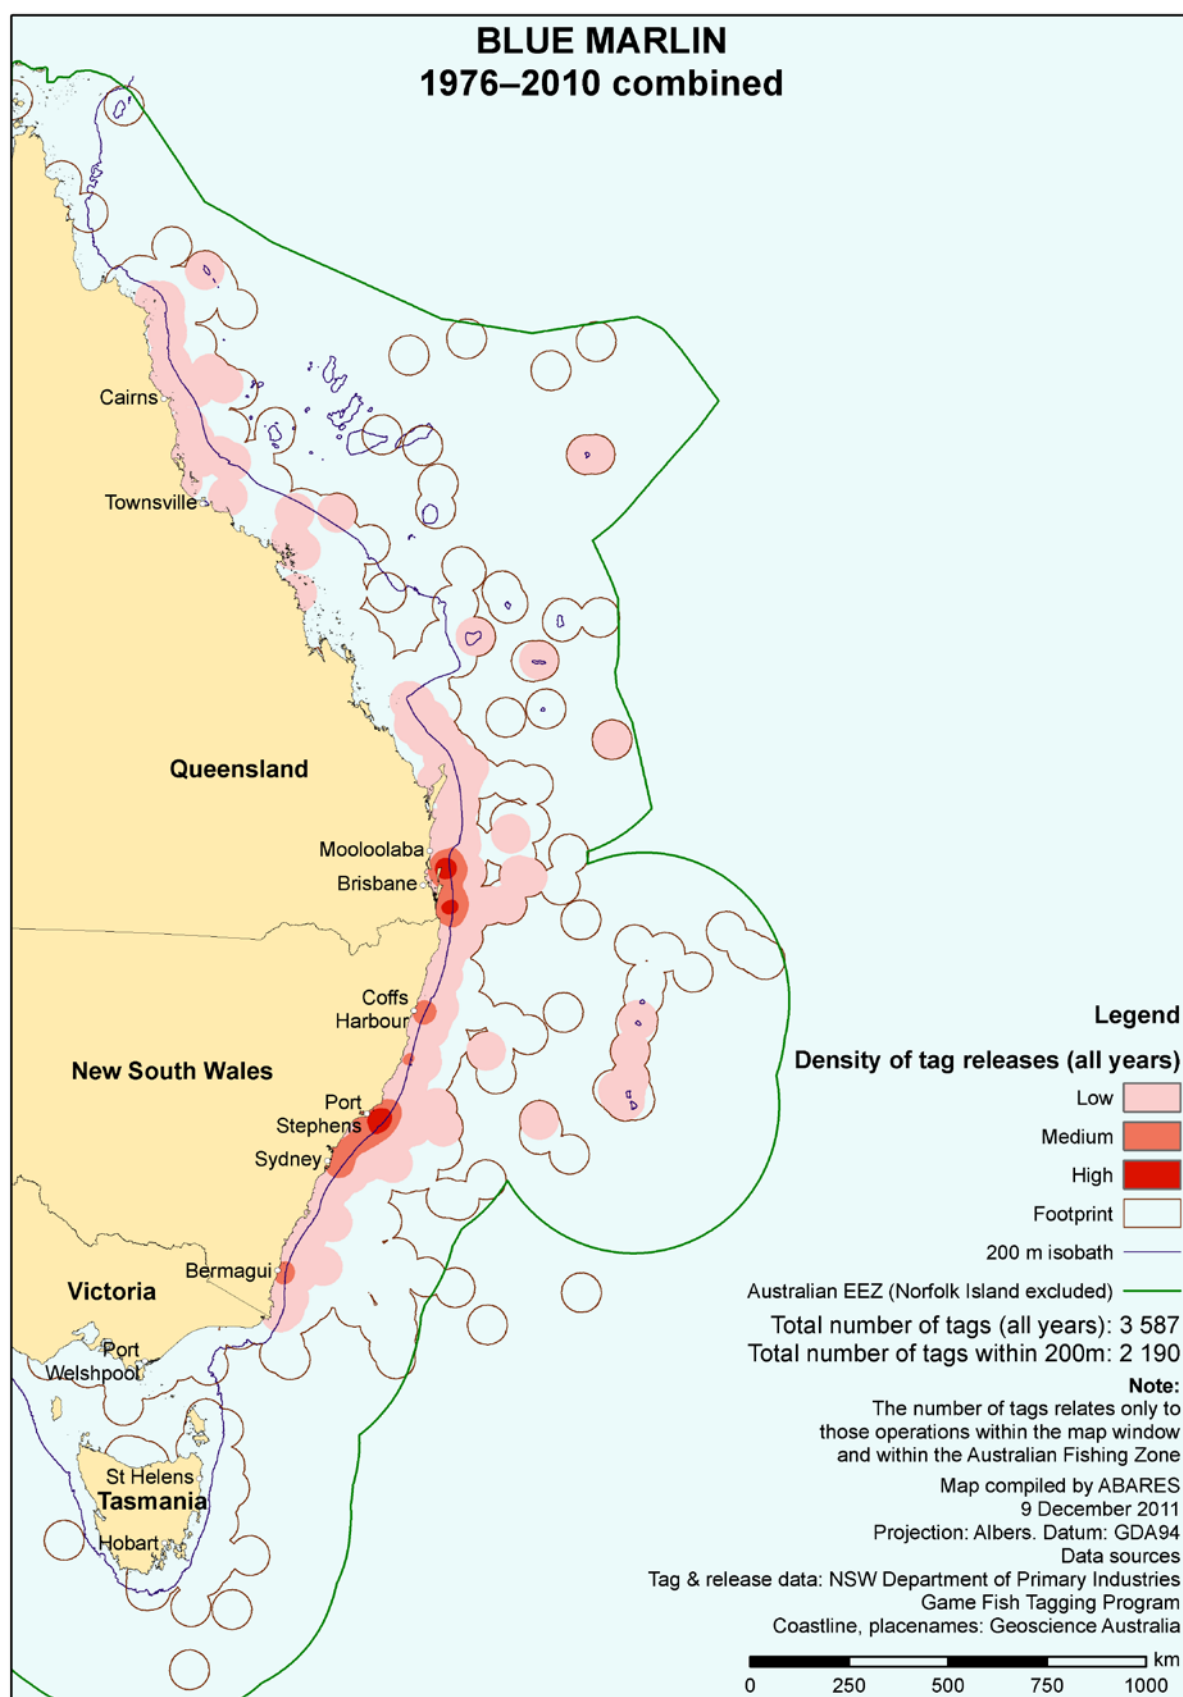 BLUE MARLIN
1976–2010 combined
Cairns
Townsville
Queensland
Mooloolaba
Brisbane
Coffs
Harbour
New South Wales
Port
Stephens
Sydney
Bermagui
Victoria
Port
Welshpool
St Helens
Tasmania
Hobart
Legend
Density of tag releases (all years)
Low
Medium
High
Footprint
200 m isobath
Australian EEZ (Norfolk Island excluded)
Total number of tags (all years): 3 587
Total number of tags within 200m: 2 190
Note:
The number of tags relates only to
those operations within the map window
and within the Australian Fishing Zone
Map compiled by ABARES
9 December 2011
Projection: Albers. Datum: GDA94
Data sources
Tag & release data: NSW Department of Primary Industries
Game Fish Tagging Program
Coastline, placenames: Geoscience Australia
km
0 250 500 750 1000